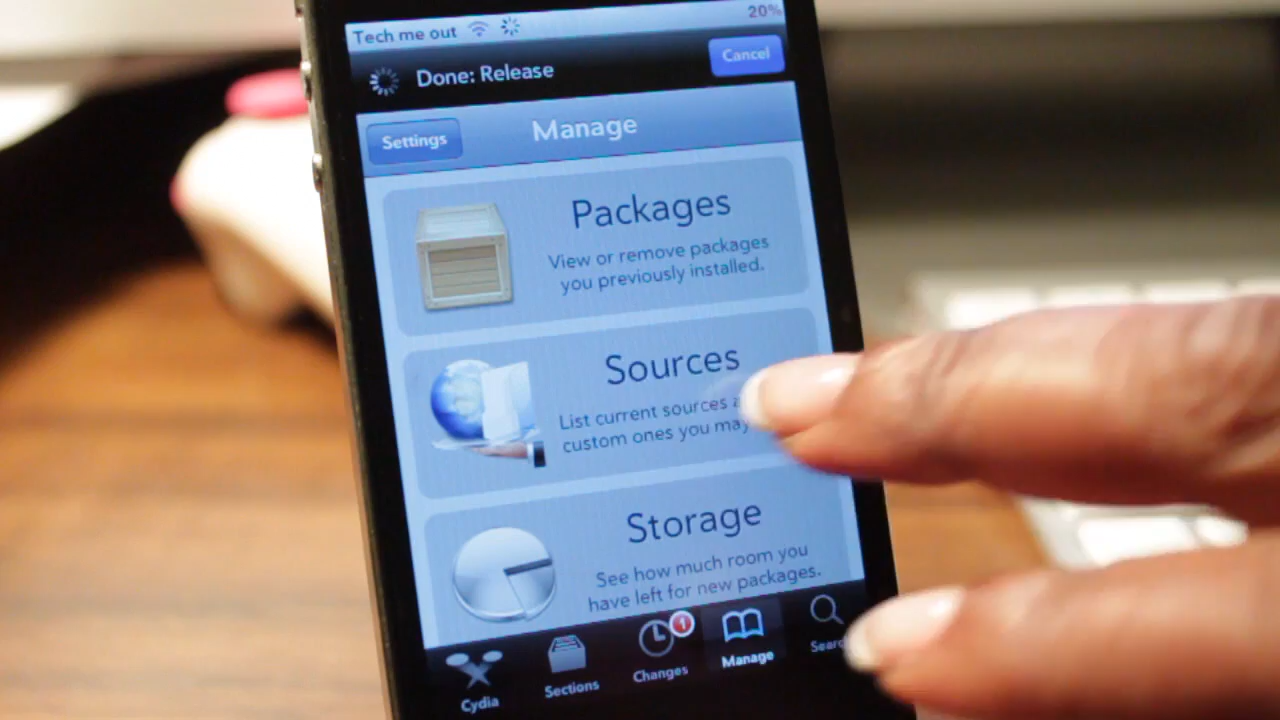 Tech me out
20%
Done: Release
Cancel
Settings
Manage
Packages
View or remove packages
you previously installed.
Sources
List current sources
custom ones you may
Storage
See how much room you
have left for new packages.
Cydia
Sections
Changes
1
Manage